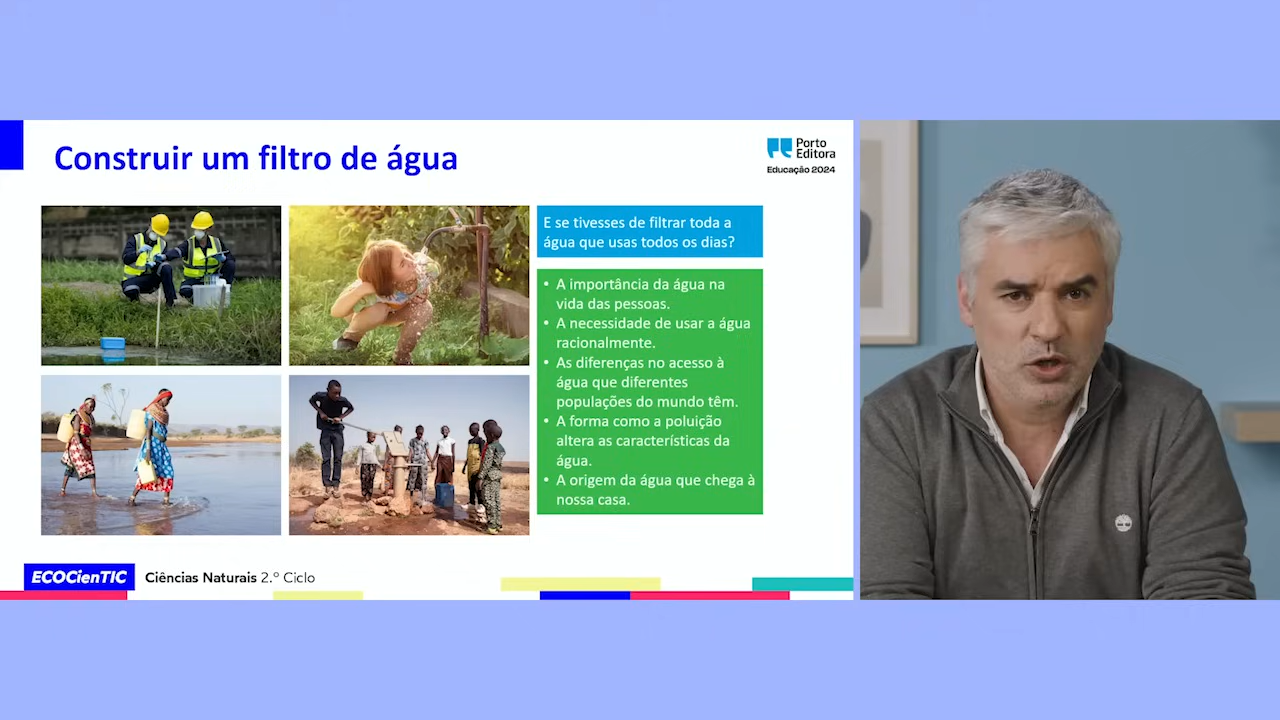 Construir um filtro de água
Porto
Editora
Educação 2024
E se tivesses de filtrar toda a
água que usas todos os dias?
• A importância da água na
vida das pessoas.
• A necessidade de usar a água
racionalmente.
• As diferenças no acesso à
água que diferentes
populações do mundo têm.
• A forma como a poluição
altera as características da
água.
• A origem da água que chega à
nossa casa.
ECOCienTIC
Ciências Naturais 2.º Ciclo